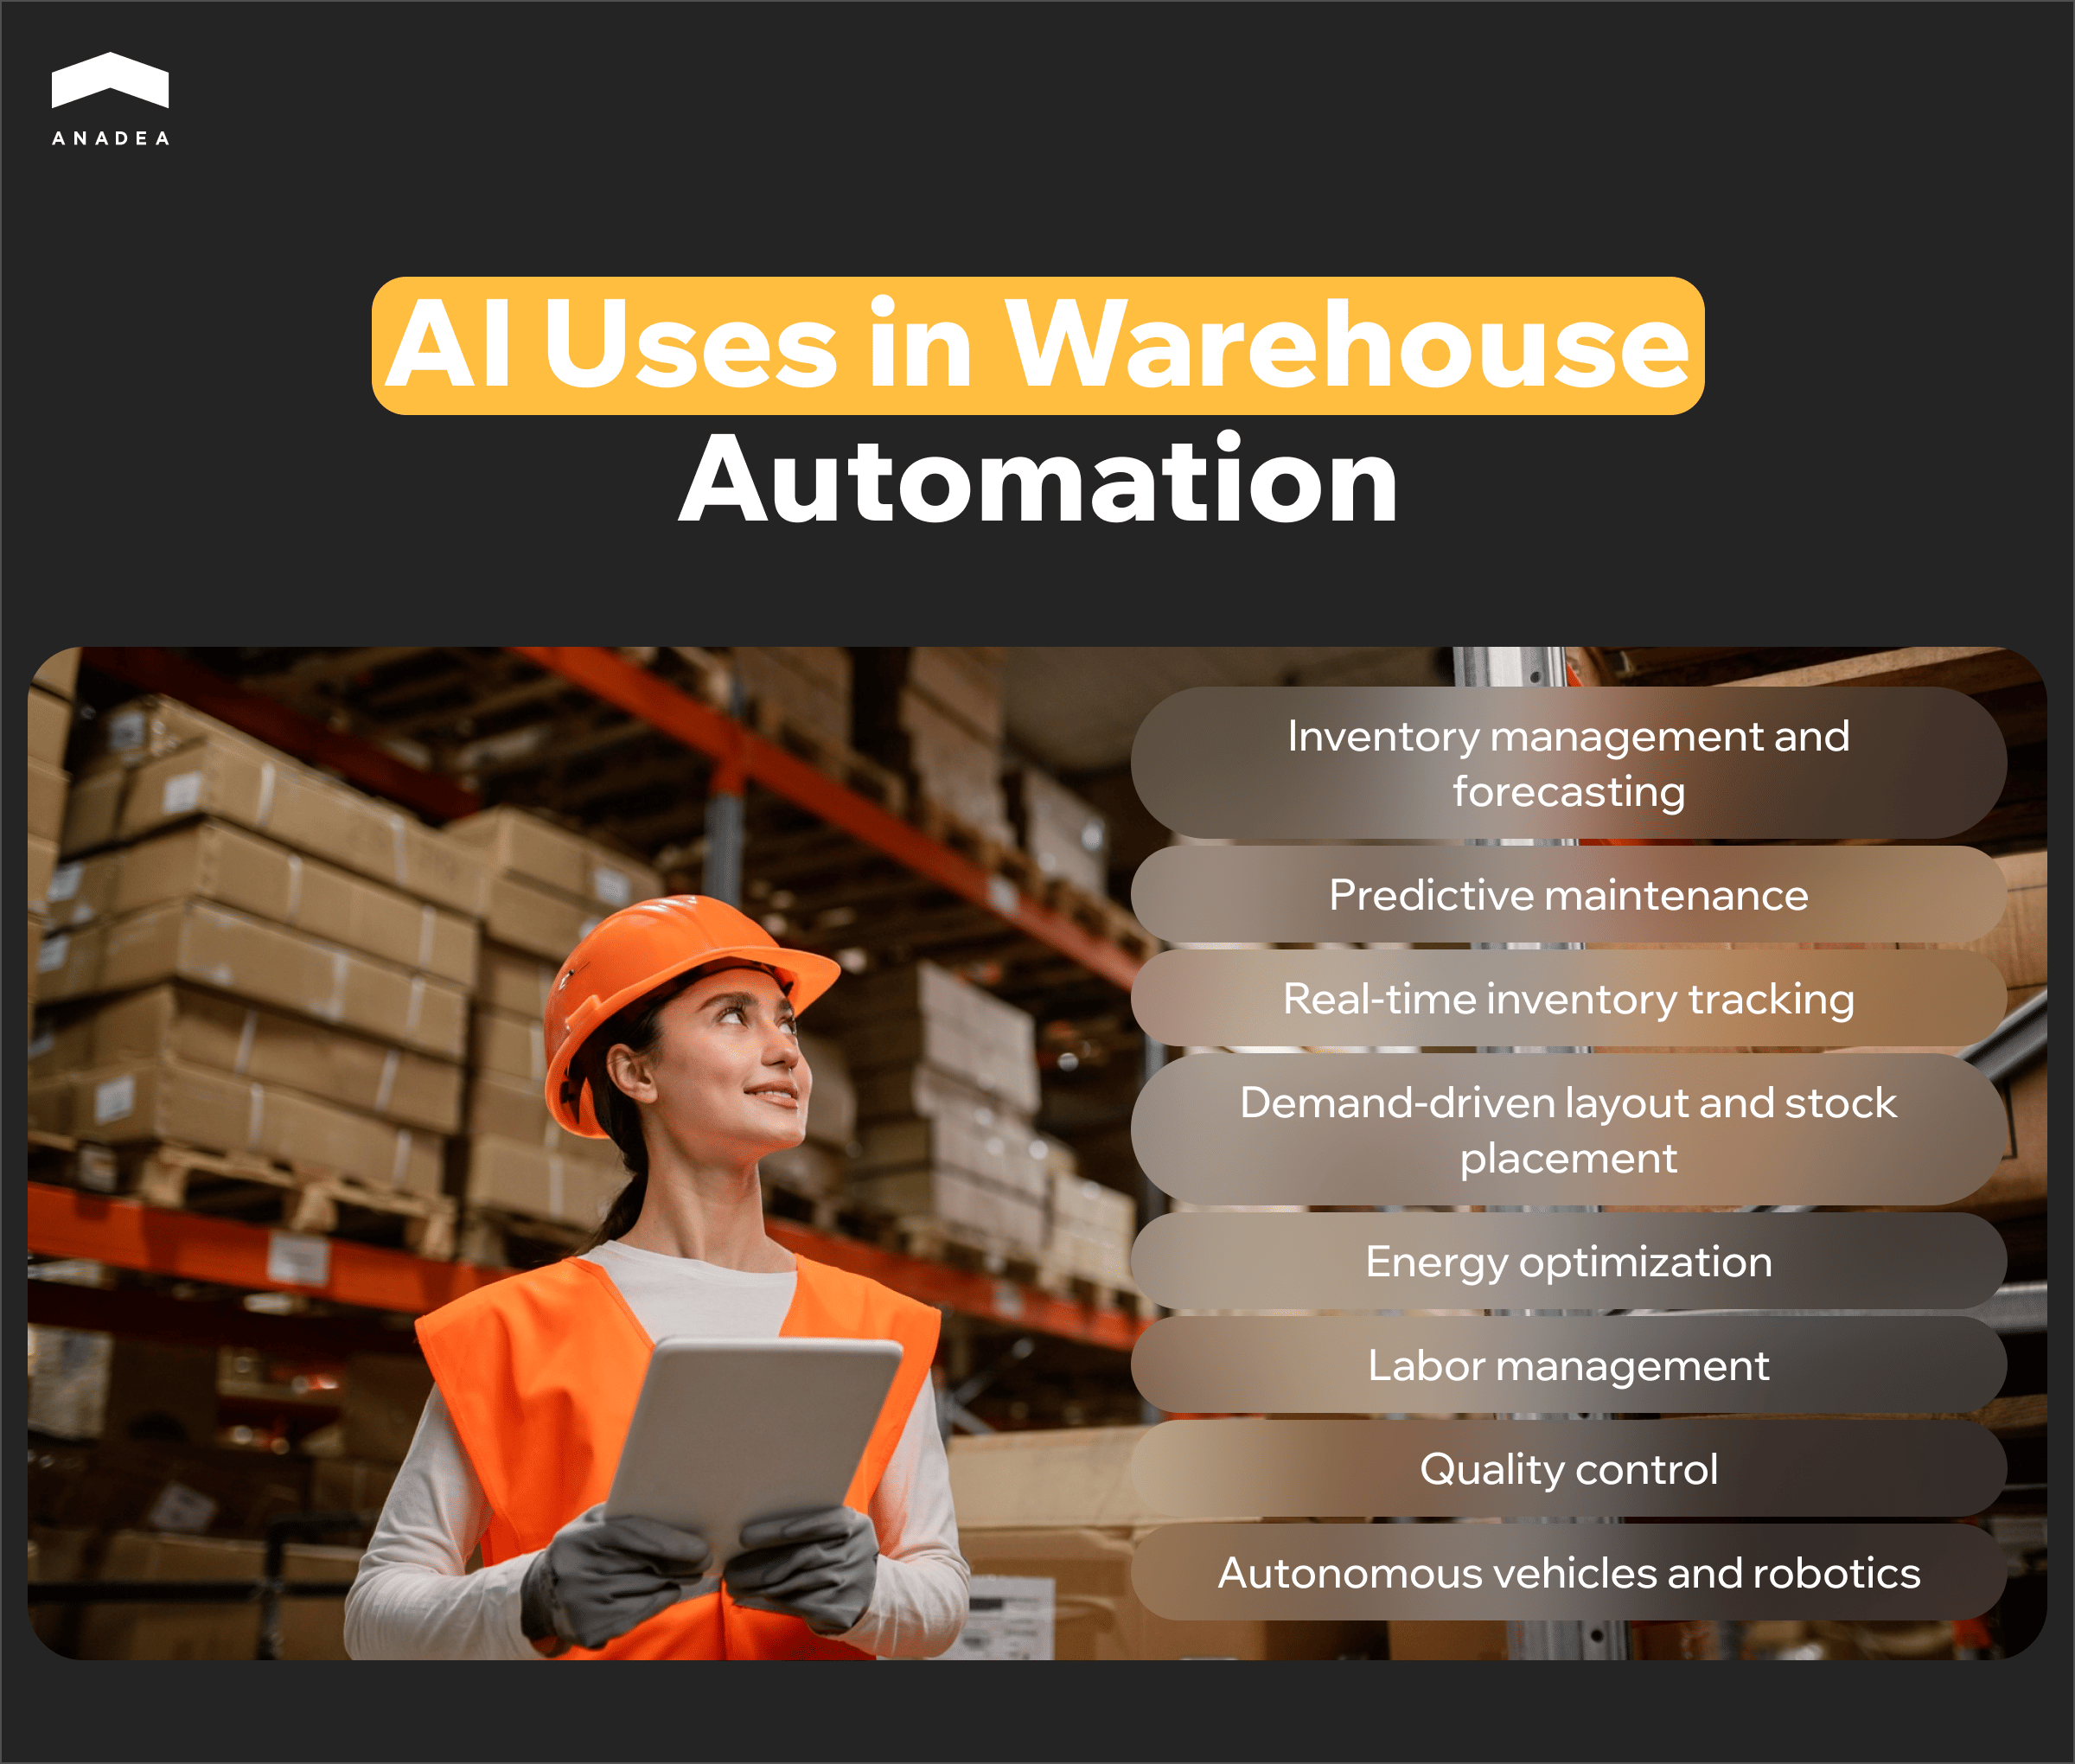 ANADEA
AI Uses in Warehouse
Automation
Inventory management and
forecasting
Predictive maintenance
Real-time inventory tracking
Demand-driven layout and stock
placement
Energy optimization
Labor management
Quality control
Autonomous vehicles and robotics